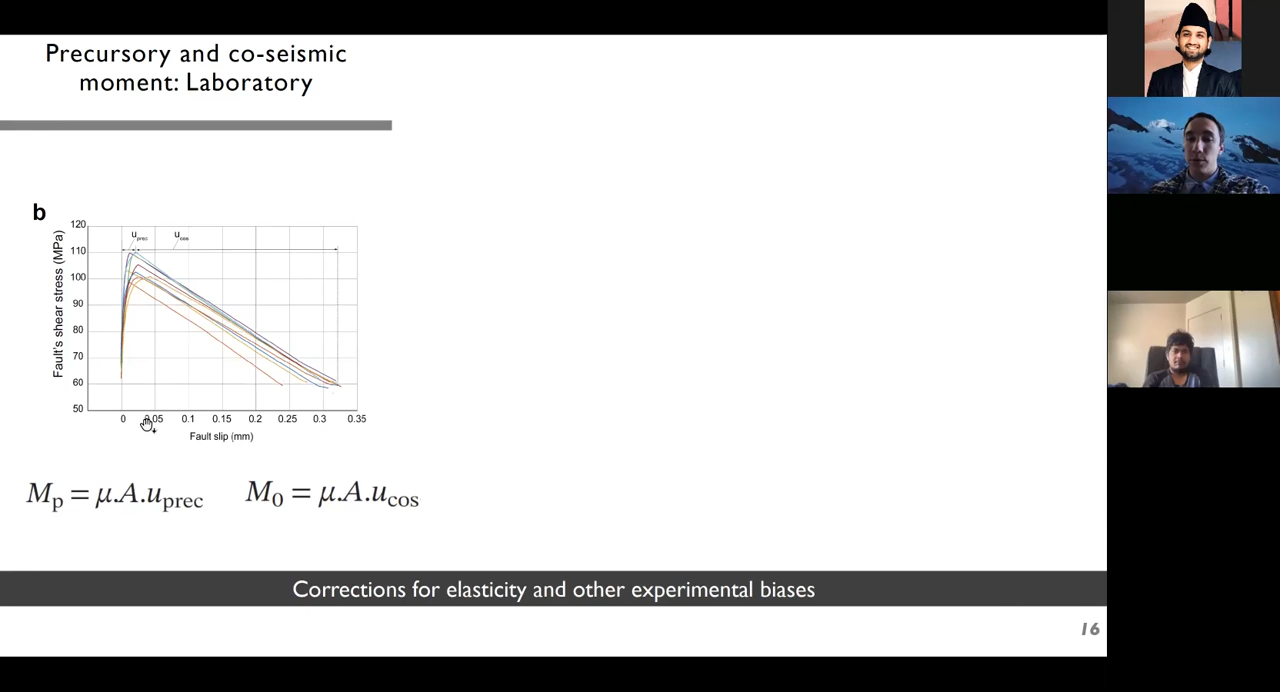 Precursory and co-seismic
moment: Laboratory
b
120
110
100
90
80
70
60
50
Fault's shear stress (MPa)
u prec
u cos
0 0.05 0.1 0.15 0.2 0.25 0.3 0.35
Fault slip (mm)
Mp = μ.A.uprec M0 = μ.A.ucos
Corrections for elasticity and other experimental biases
16